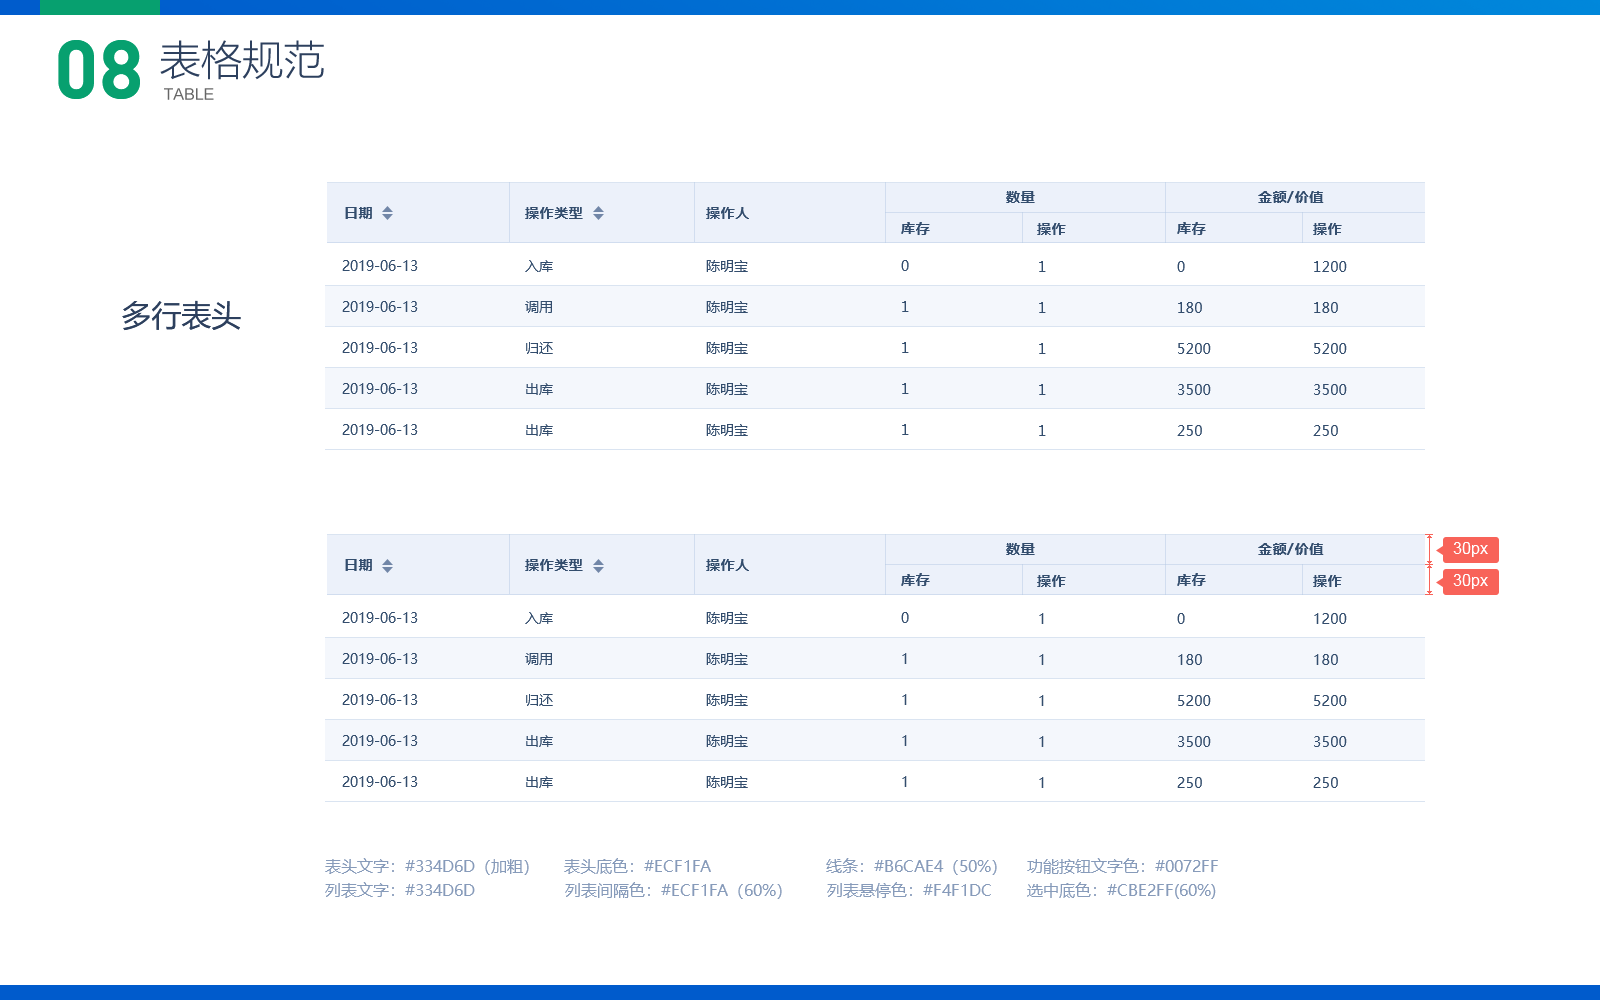 08 表格规范
TABLE
多行表头
日期 操作类型 操作人 数量 金额/价值
库存 操作 库存 操作
2019-06-13 入库 陈明宝 0 1 0 1200
2019-06-13 调用 陈明宝 1 1 180 180
2019-06-13 归还 陈明宝 1 1 5200 5200
2019-06-13 出库 陈明宝 1 1 3500 3500
2019-06-13 出库 陈明宝 1 1 250 250
日期 操作类型 操作人 数量 金额/价值 30px
库存 操作 库存 操作 30px
2019-06-13 入库 陈明宝 0 1 0 1200
2019-06-13 调用 陈明宝 1 1 180 180
2019-06-13 归还 陈明宝 1 1 5200 5200
2019-06-13 出库 陈明宝 1 1 3500 3500
2019-06-13 出库 陈明宝 1 1 250 250
表头文字：#334D6D（加粗） 表头底色：#ECF1FA 线条：#B6CAE4（50%） 功能按钮文字色：#0072FF
列表文字：#334D6D 列表间隔色：#ECF1FA（60%） 列表悬停色：#F4F1DC 选中底色：#CBE2FF(60%)